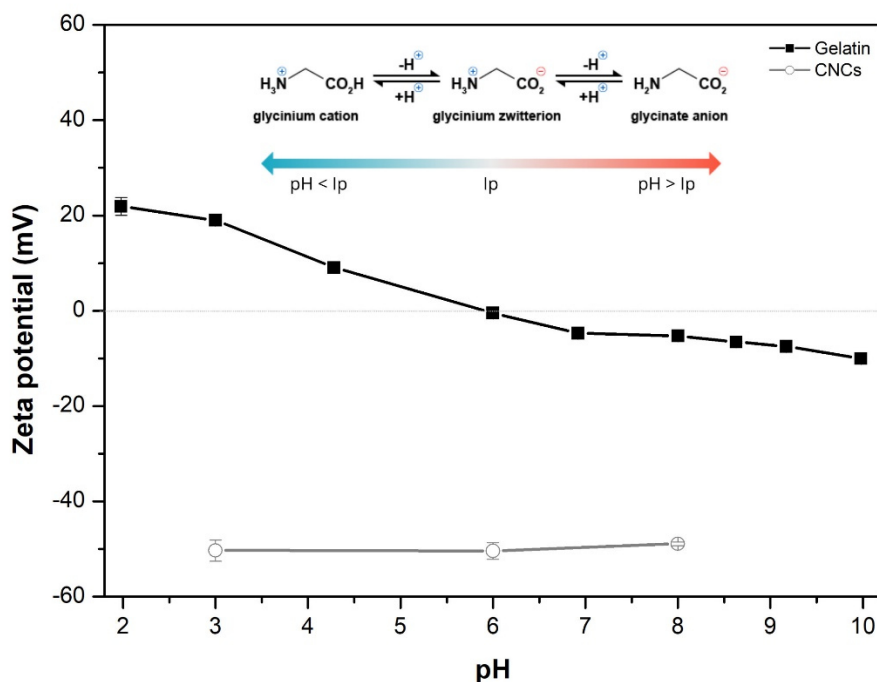 60
40
20
0
-20
-40
-60
Zeta potential (mV)
2 3 4 5 6 7 8 9 10
pH
Gelatin
CNCs
-H⊕ -H⊕
H₃N⊕ CO₂H +H⊕ H₃N⊕ CO₂⊖ +H⊕ H₂N CO₂⊖
glycinium cation glycinium zwitterion glycinate anion
pH < Ip Ip pH > Ip